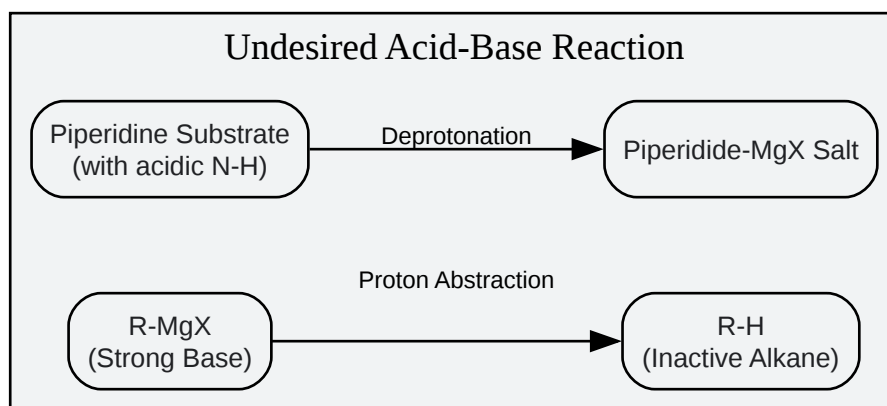 Undesired Acid-Base Reaction
Piperidine Substrate
(with acidic N-H)
Deprotonation
Piperidide-MgX Salt
Proton Abstraction
R-MgX
(Strong Base)
R-H
(Inactive Alkane)